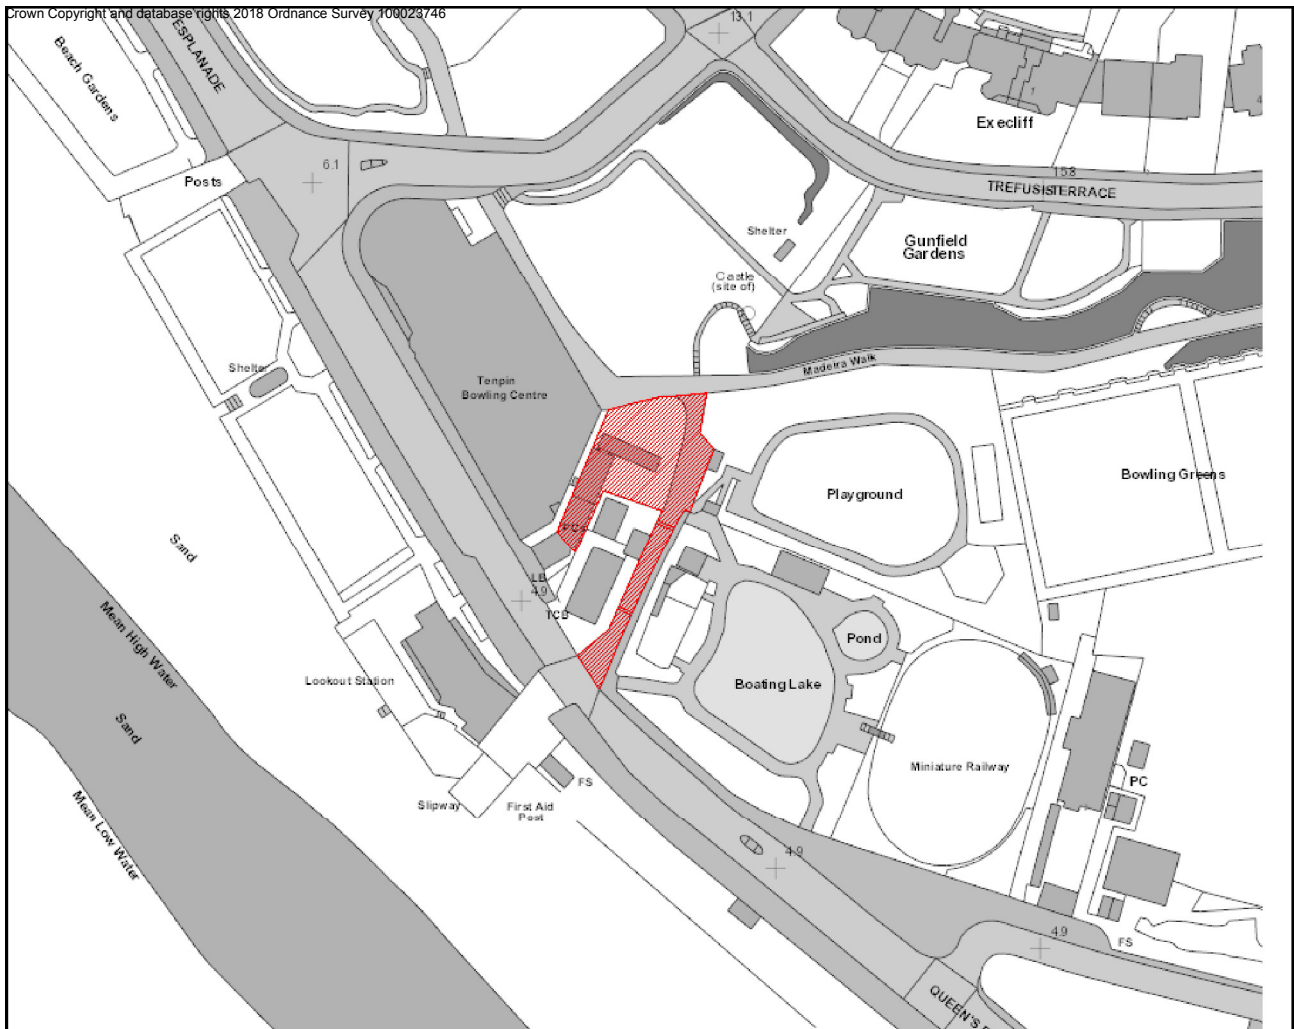 Crown Copyright and database rights 2018 Ordnance Survey 100023746
13.1
ESPLANADE
Beach Gardens
1
4
Execliff
6.1
15.8
Posts
TREFUSIS TERRACE
Shelter
Gunfield
Gardens
Castle
(site of)
Madeira Walk
Shelter
Tenpin
Bowling Centre
Bowling Greens
Playground
PCs
Sand
LB
4.9
TCB
Mean High Water
Pond
Lookout Station
Boating Lake
Sand
Miniature Railway
FS
PC
Slipway
First Aid
Post
Mean Low Water
4.9
4.9
FS
QUEEN'S